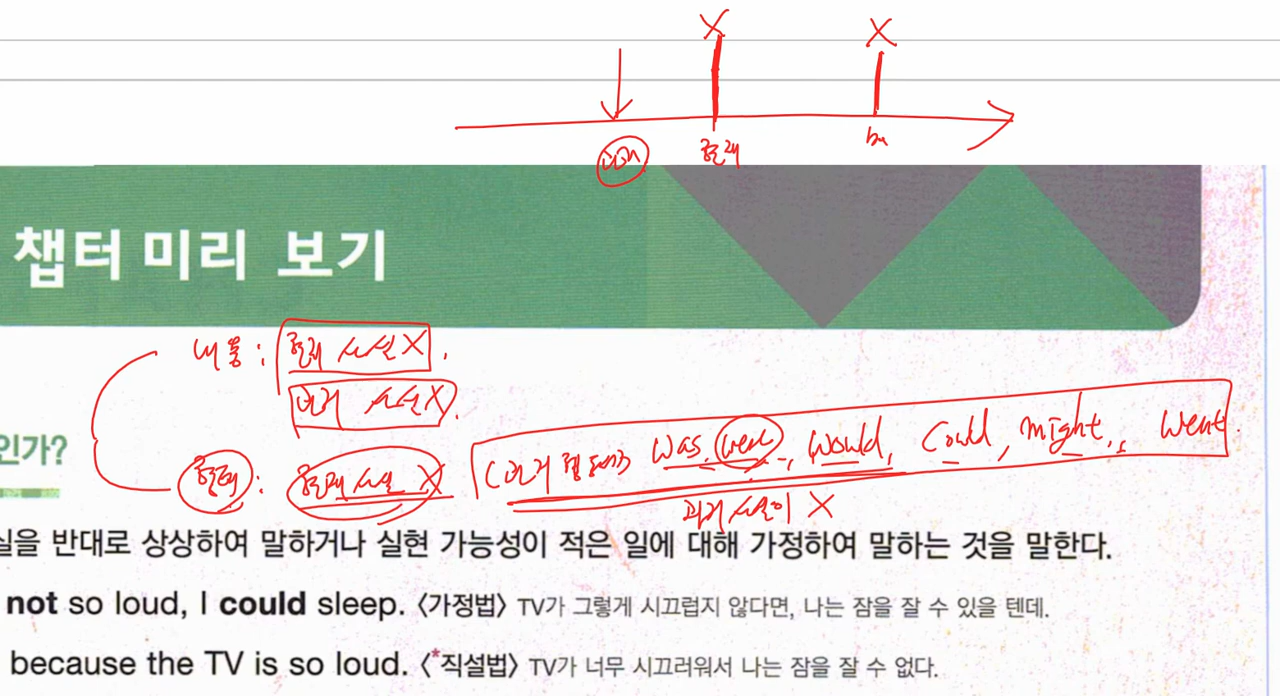 X X
과거 현재
챕터 미리 보기
내용: 현재 사실 X.
과거 사실 X.
인가?
형태: 현재 사실 X (과거 형태 was, were, would, could, might, went.
과거 사실이 X
실을 반대로 상상하여 말하거나 실현 가능성이 적은 일에 대해 가정하여 말하는 것을 말한다.
not so loud, I could sleep. 〈가정법〉 TV가 그렇게 시끄럽지 않다면, 나는 잠을 잘 수 있을 텐데.
because the TV is so loud. 〈*직설법〉 TV가 너무 시끄러워서 나는 잠을 잘 수 없다.